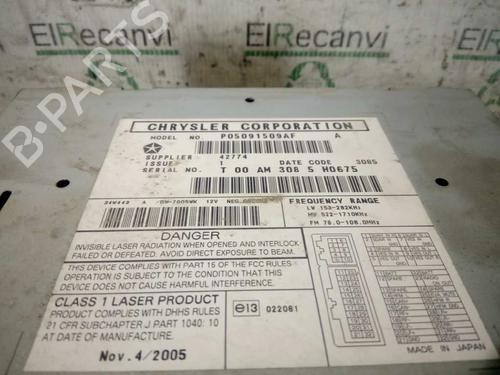 ElRecanvi
ElRecanvi
CHRYSLER CORPORATION
MODEL NO. P05091509AF A
SUPPLIER 42774
ISSUE 1 DATE CODE 3085
SERIAL NO. T 00 AM 308 5 H0675
12V NEG.
FREQUENCY RANGE
LW 153-282KHz
MW 522-1710KHz
FM 76.0-108.0MHz
DANGER
INVISIBLE LASER RADIATION WHEN OPENED AND INTERLOCK
FAILED OR DEFEATED. AVOID DIRECT EXPOSURE TO BEAM.
THIS DEVICE COMPLIES WITH PART 15 OF THE FCC RULES
OPERATION IS SUBJECT TO THE CONDITION THAT THIS
DEVICE DOES NOT CAUSE HARMFUL INTERFERENCE.
CLASS 1 LASER PRODUCT
PRODUCT COMPLIES WITH DHHS RULES
21 CFR SUBCHAPTER J PART 1040: 10
AT DATE OF MANUFACTURE.
e13 022081
Nov. 4/2005
MADE IN JAPAN